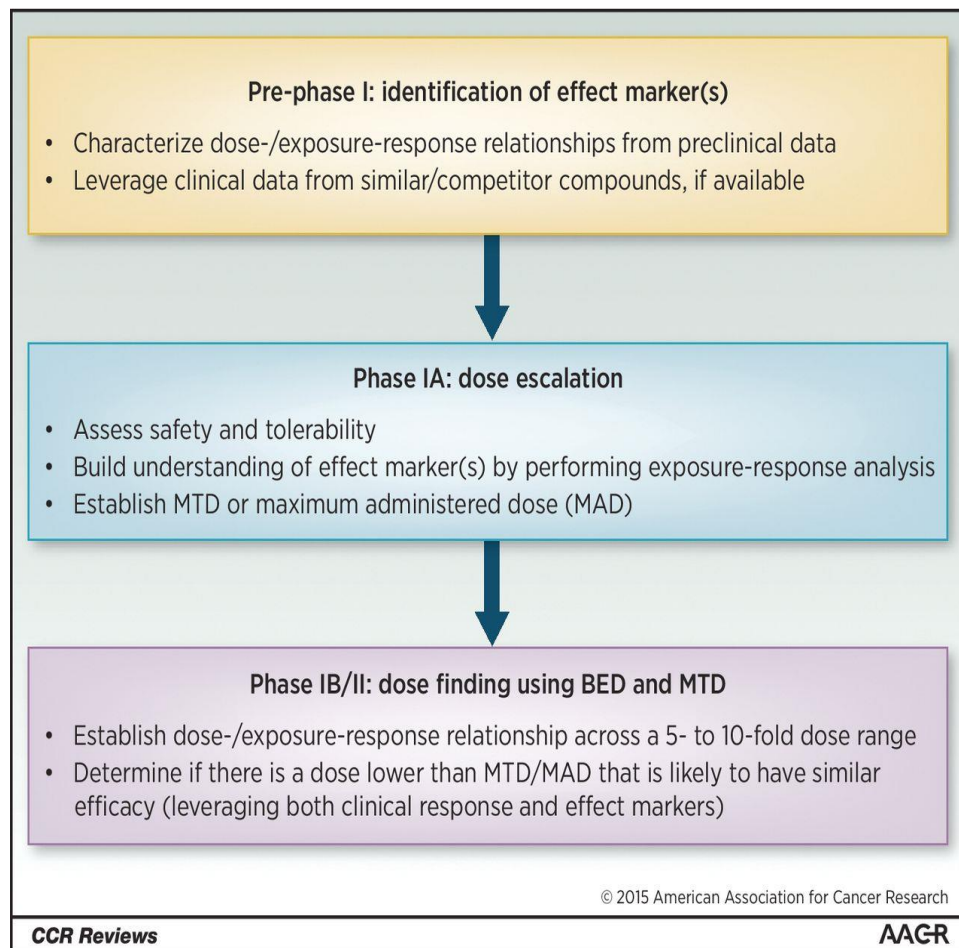 Pre-phase I: identification of effect marker(s)
• Characterize dose-/exposure-response relationships from preclinical data
• Leverage clinical data from similar/competitor compounds, if available
Phase IA: dose escalation
• Assess safety and tolerability
• Build understanding of effect marker(s) by performing exposure-response analysis
• Establish MTD or maximum administered dose (MAD)
Phase IB/II: dose finding using BED and MTD
• Establish dose-/exposure-response relationship across a 5- to 10-fold dose range
• Determine if there is a dose lower than MTD/MAD that is likely to have similar
efficacy (leveraging both clinical response and effect markers)
© 2015 American Association for Cancer Research
CCR Reviews
AACR